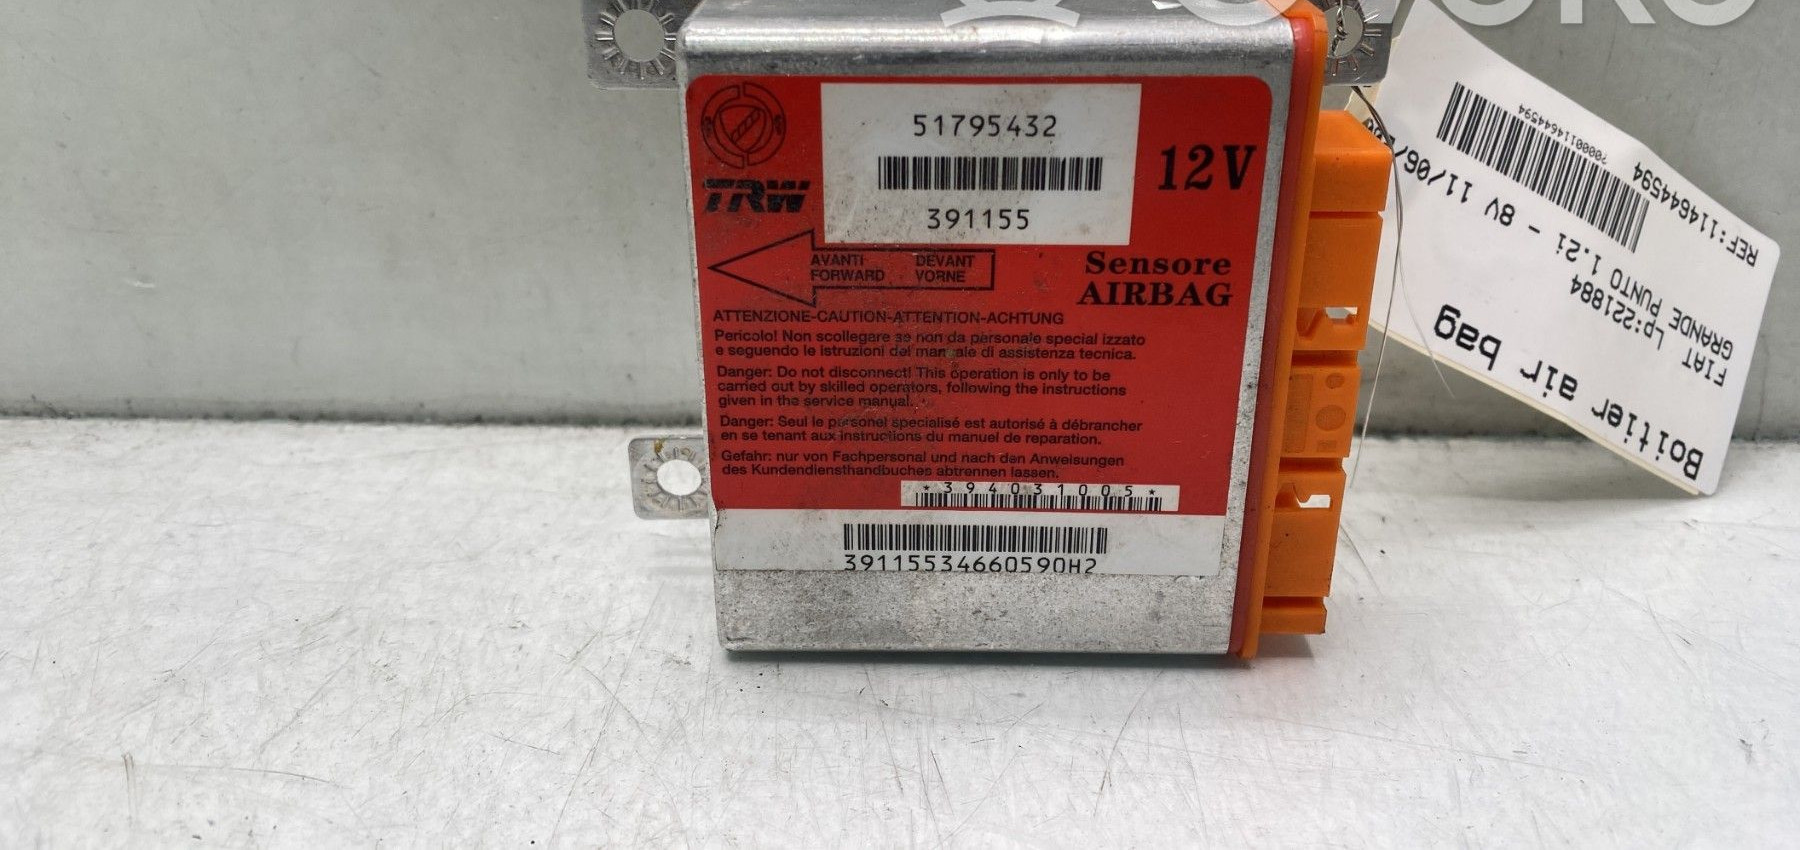 51795432
391155
12V
TRW
AVANTI DEVANT
FORWARD VORNE
Sensore
AIRBAG
ATTENZIONE-CAUTION-ATTENTION-ACHTUNG
Pericolo! Non scollegare se non da personale special izzato
e seguendo le istruzioni del manuale di assistenza tecnica.
Danger: Do not disconnect! This operation is only to be
carried out by skilled operators, following the instructions
given in the service manual.
Danger: Seul le personel specialisé est autorisé à débrancher
en se tenant aux instructions du manuel de reparation.
Gefahr: nur von Fachpersonal und nach den Anweisungen
des Kundendiensthandbuches abtrennen lassen.
*394031005*
39115534660590H2
Boitier air bag
FIAT Lp:221884
GRANDE PUNTO 1.2i - 8V 11/06/
REF:114644594
?0000114644594